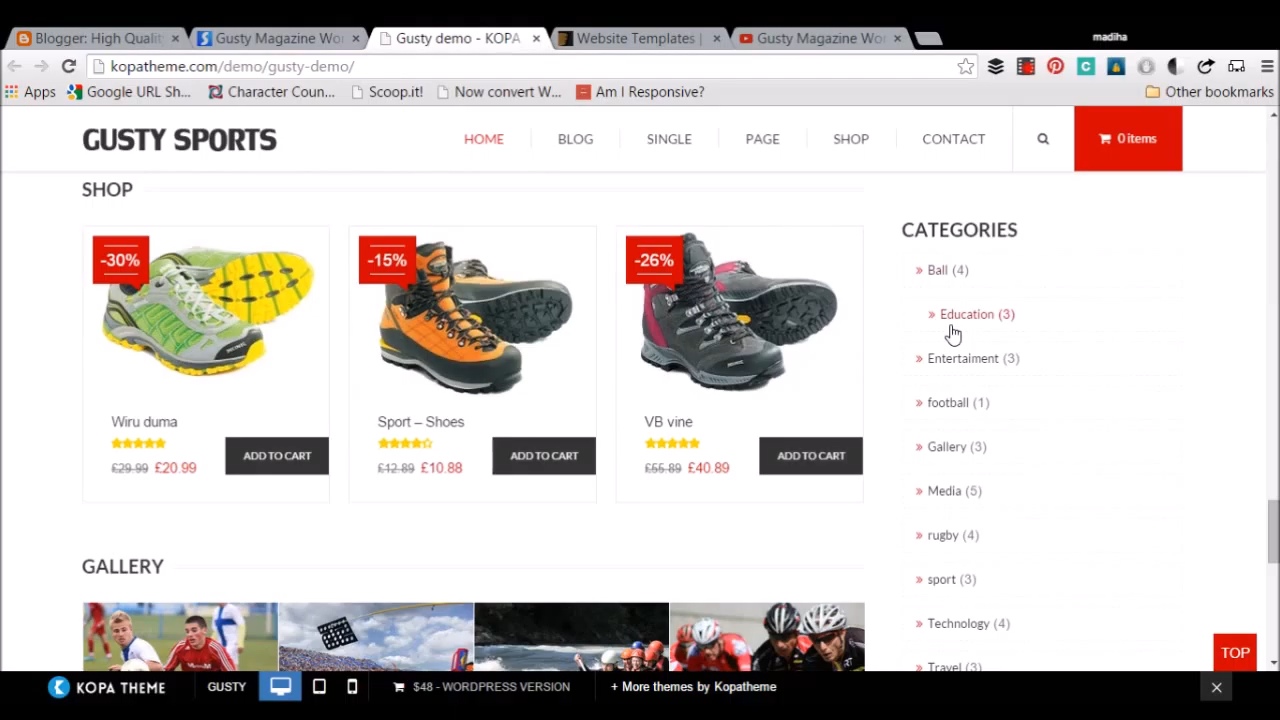 Blogger: High Qualit
Gusty Magazine Wo
Gusty demo - KOPA
Website Templates |
Gusty Magazine Wo
madiha
kopatheme.com/demo/gusty-demo/
Apps
Google URL Sh...
Character Coun...
Scoop.it!
Now convert W...
Am I Responsive?
Other bookmarks
GUSTY SPORTS
HOME
BLOG
SINGLE
PAGE
SHOP
CONTACT
0 items
SHOP
-30%
-15%
-26%
Wiru duma
£29.99 £20.99
ADD TO CART
Sport – Shoes
£12.89 £10.88
ADD TO CART
VB vine
£55.89 £40.89
ADD TO CART
CATEGORIES
» Ball (4)
» Education (3)
» Entertaiment (3)
» football (1)
» Gallery (3)
» Media (5)
» rugby (4)
» sport (3)
» Technology (4)
» Travel (3)
GALLERY
TOP
KOPA THEME
GUSTY
$48 - WORDPRESS VERSION
+ More themes by Kopatheme